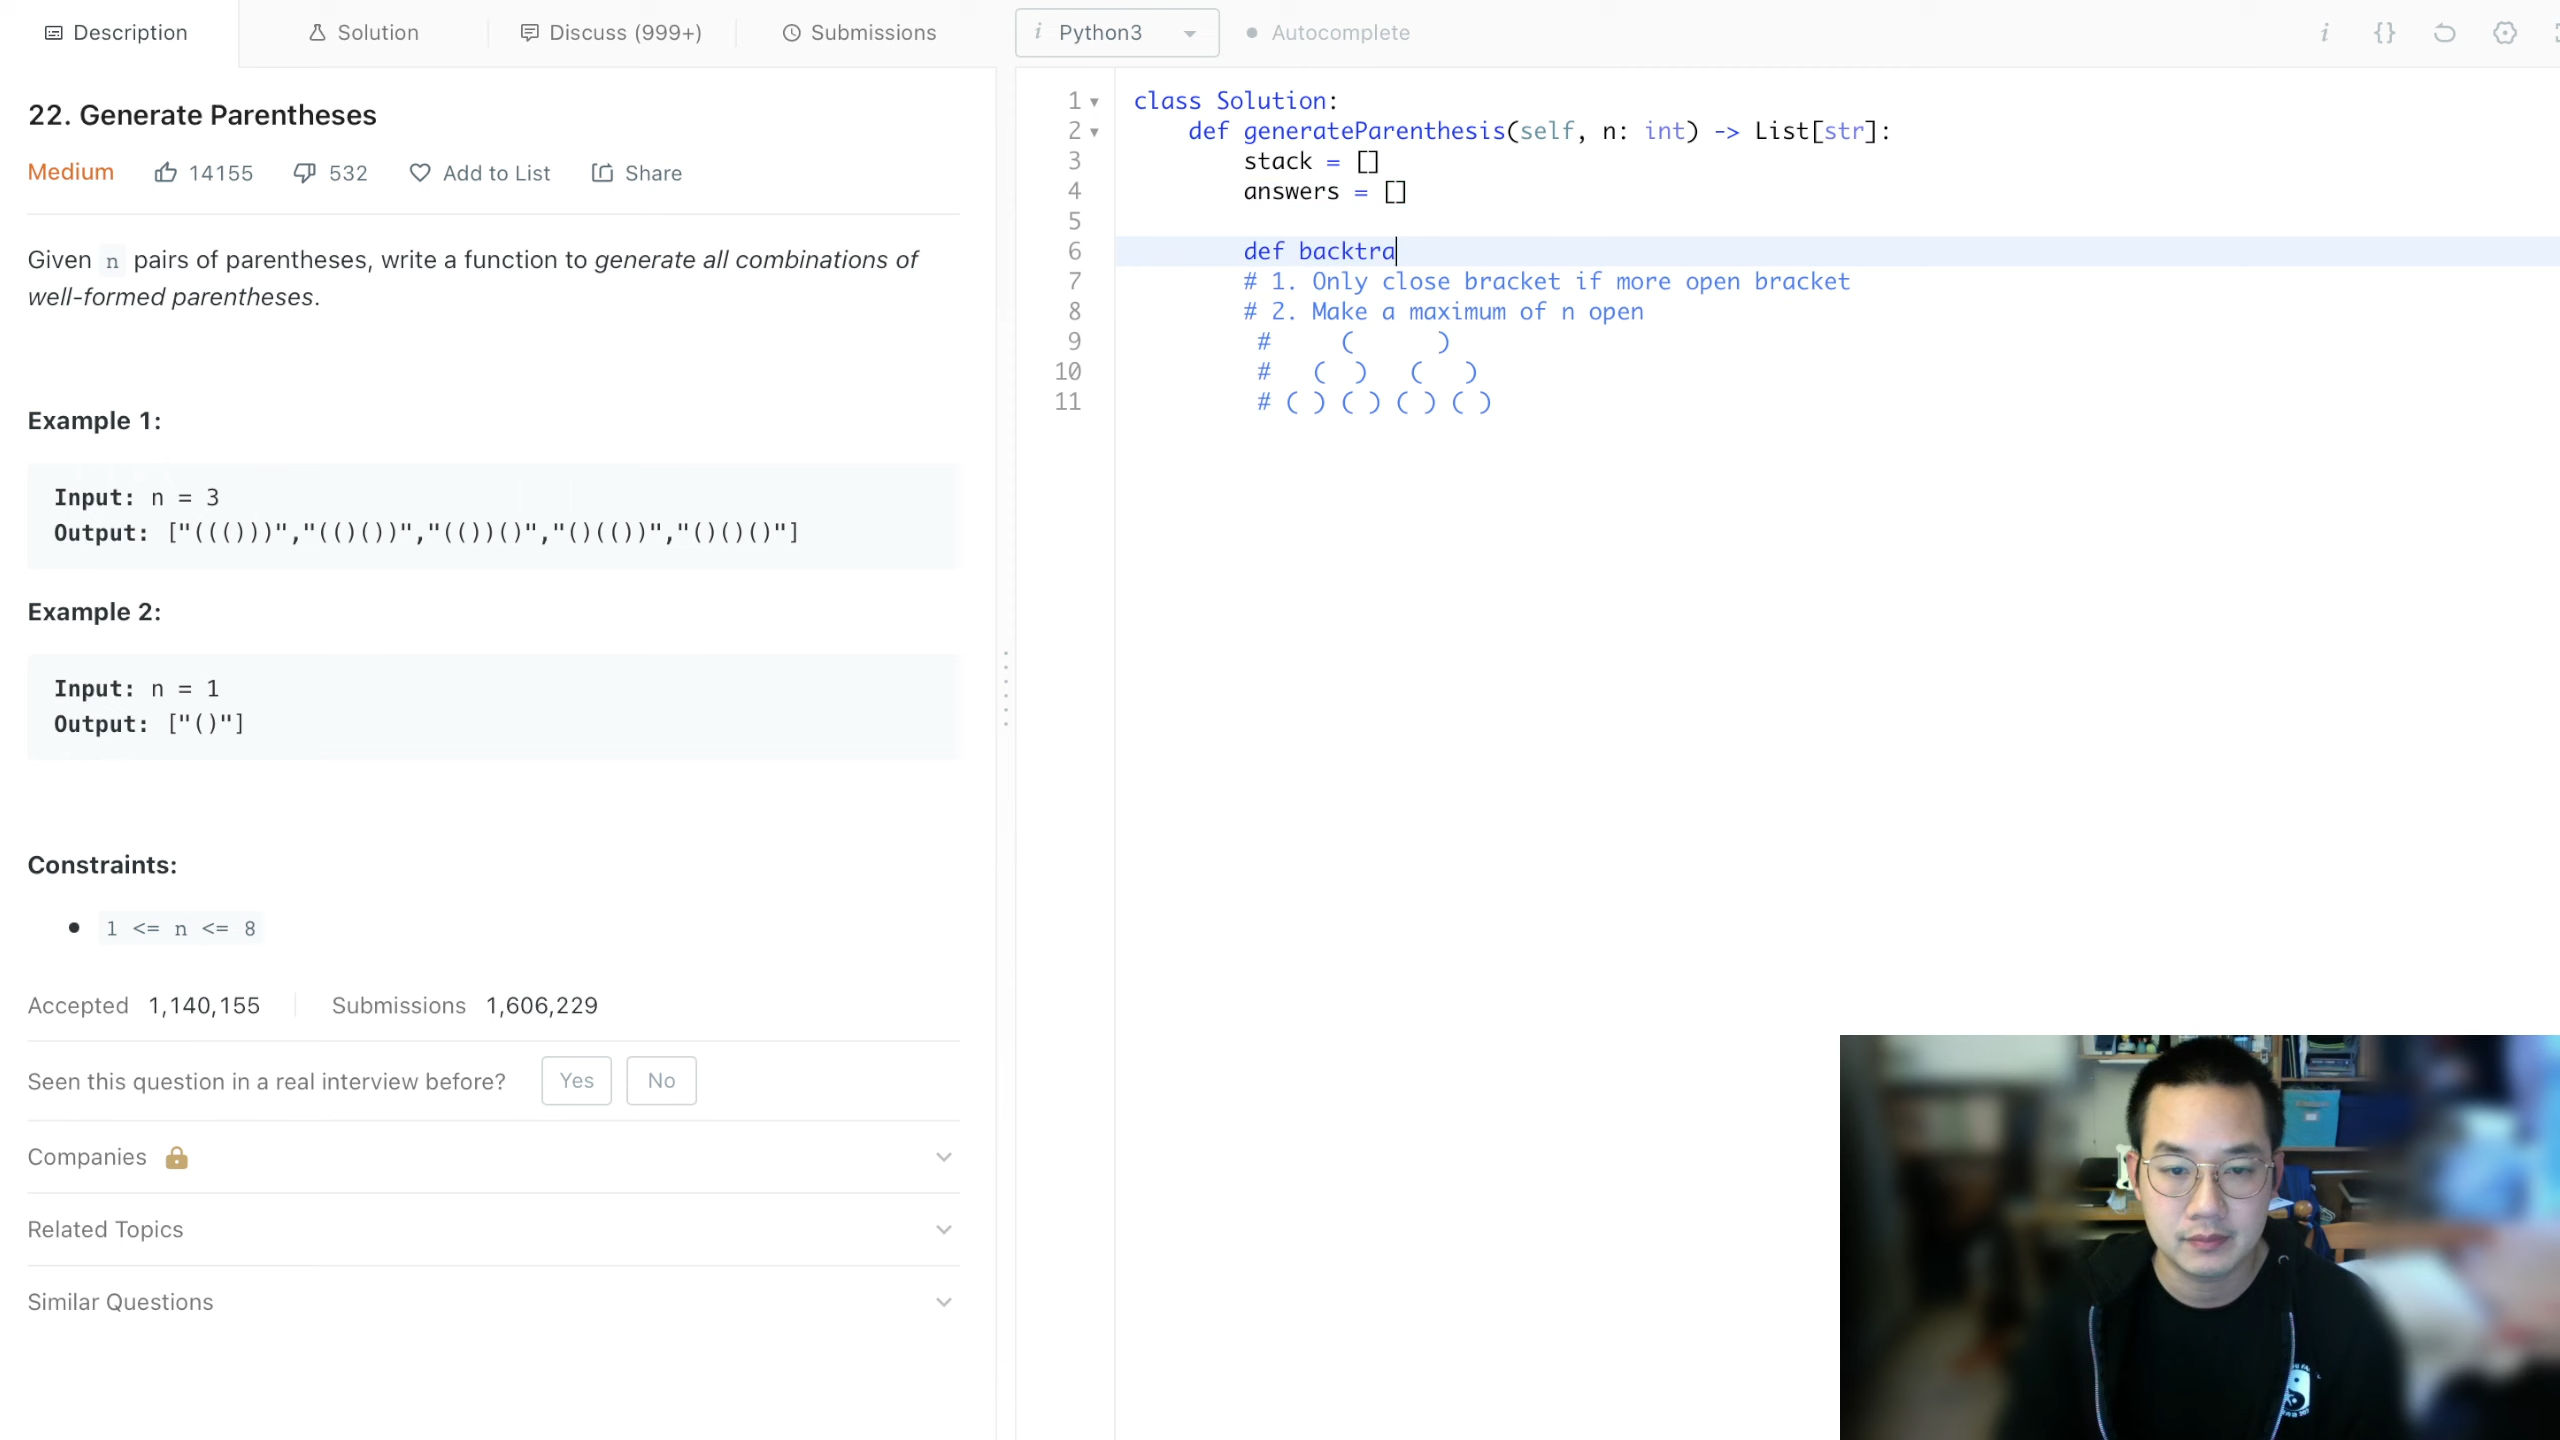 Description
Solution
Discuss (999+)
Submissions
i Python3
Autocomplete
i {}
22. Generate Parentheses
Medium 14155 532 Add to List Share
Given n pairs of parentheses, write a function to generate all combinations of
well-formed parentheses.
Example 1:
Input: n = 3
Output: ["((()))","(()())","(())()","()(())","()()()"]
Example 2:
Input: n = 1
Output: ["()"]
Constraints:
• 1 <= n <= 8
Accepted 1,140,155 Submissions 1,606,229
Seen this question in a real interview before? Yes No
Companies
Related Topics
Similar Questions
1 class Solution:
2 def generateParenthesis(self, n: int) -> List[str]:
3 stack = []
4 answers = []
5
6 def backtra
7 # 1. Only close bracket if more open bracket
8 # 2. Make a maximum of n open
9 # ( )
10 # ( ) ( )
11 # ( ) ( ) ( ) ( )